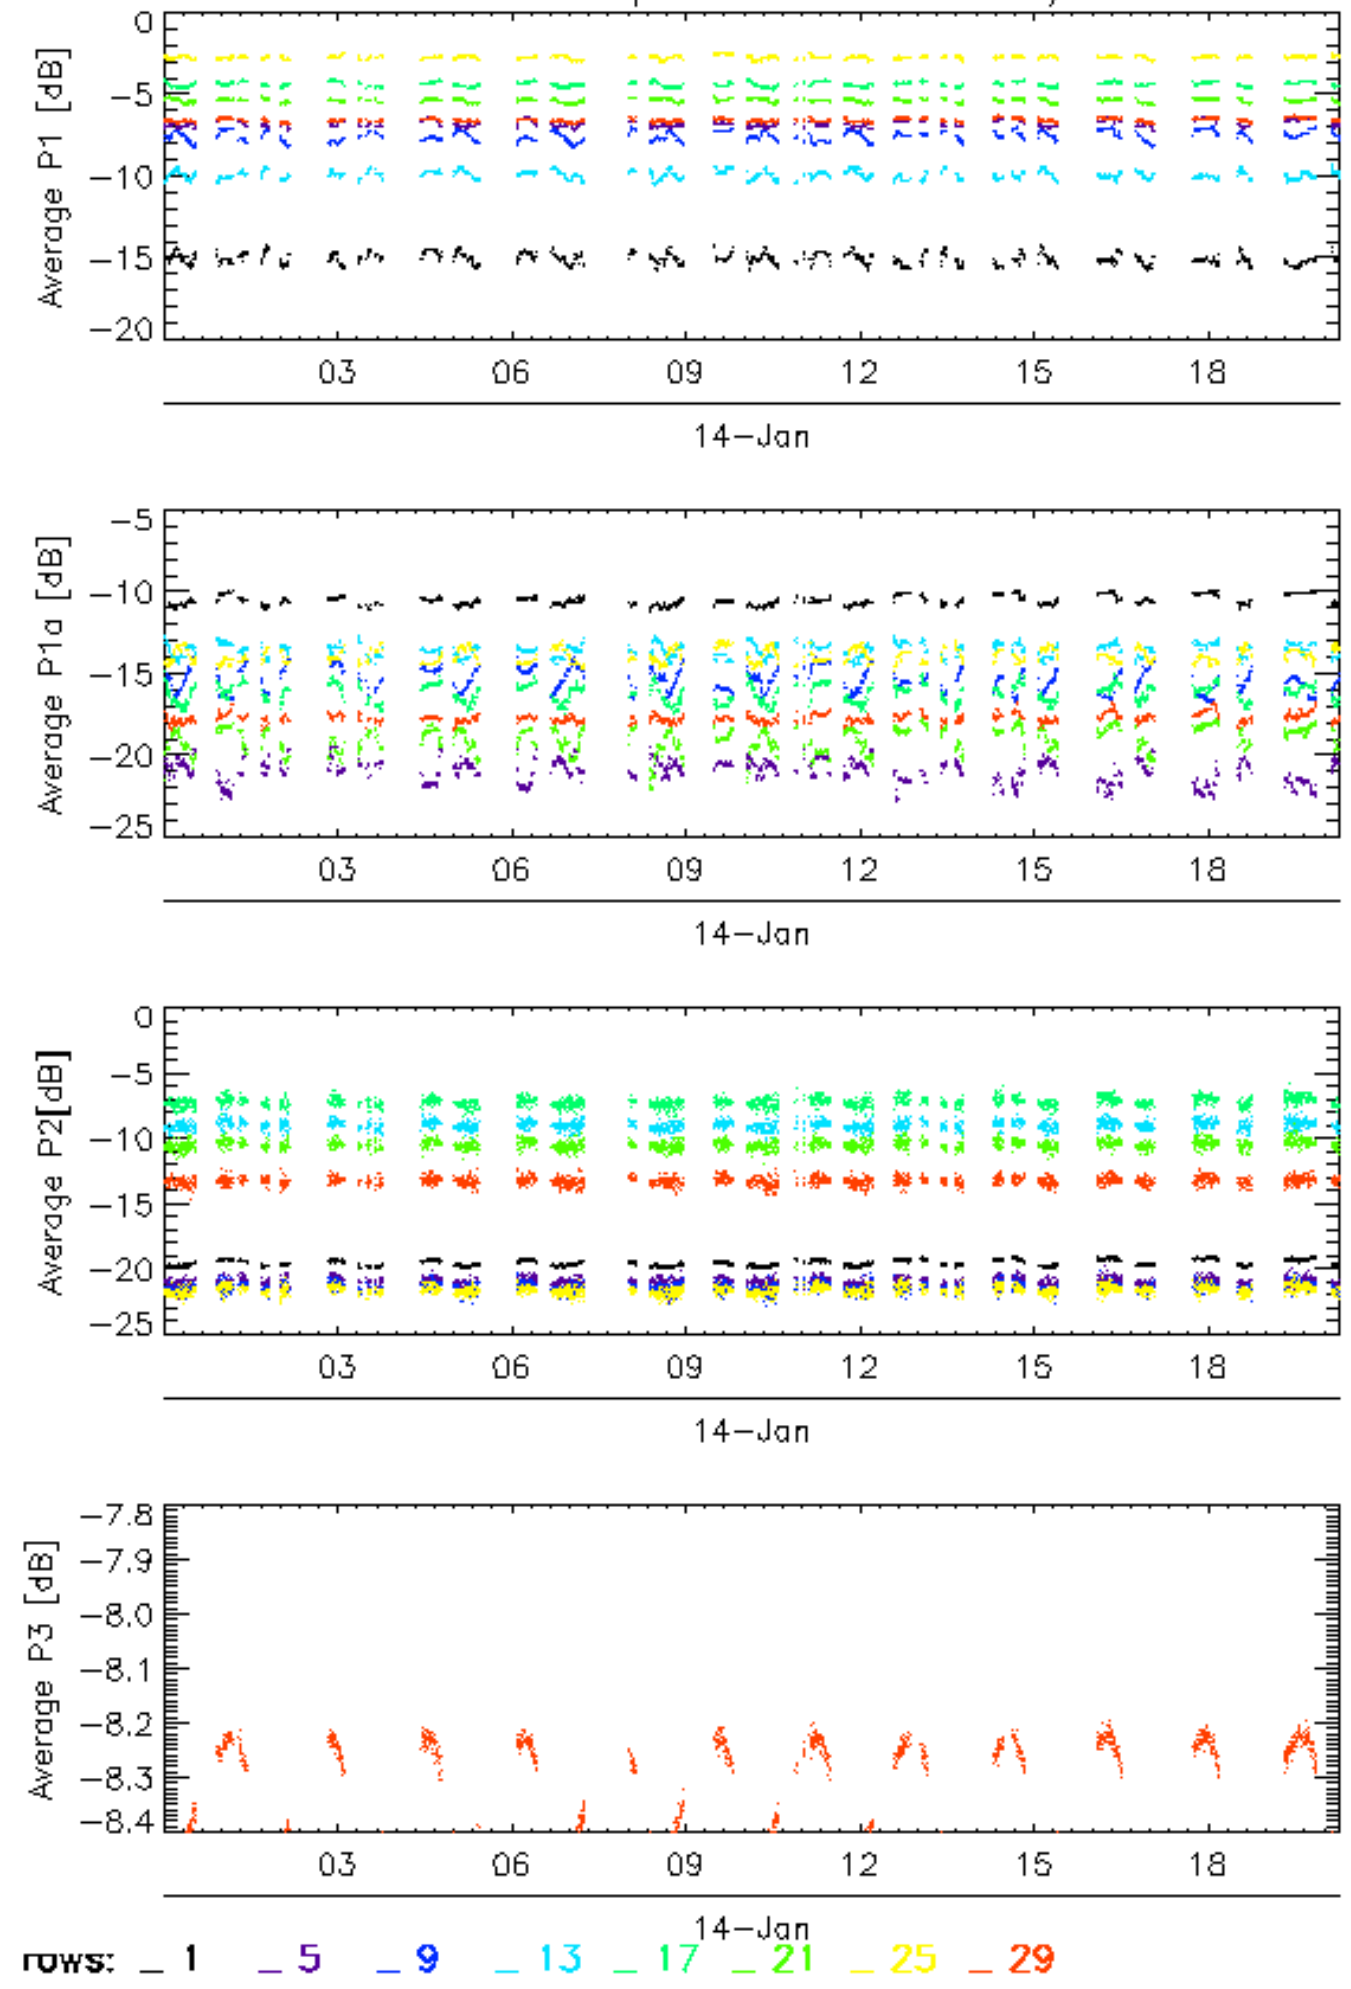 0
−5
−10
−15
−20
Average P1 [dB]
03 06 09 12 15 18
14−Jan
−5
−10
−15
−20
−25
Average P1a [dB]
03 06 09 12 15 18
14−Jan
0
−5
−10
−15
−20
−25
Average P2[dB]
03 06 09 12 15 18
14−Jan
−7.8
−7.9
−8.0
−8.1
−8.2
−8.3
−8.4
Average P3 [dB]
03 06 09 12 15 18
14−Jan
rows: _ 1 _ 5 _ 9 _ 13 _ 17 _ 21 _ 25 _ 29